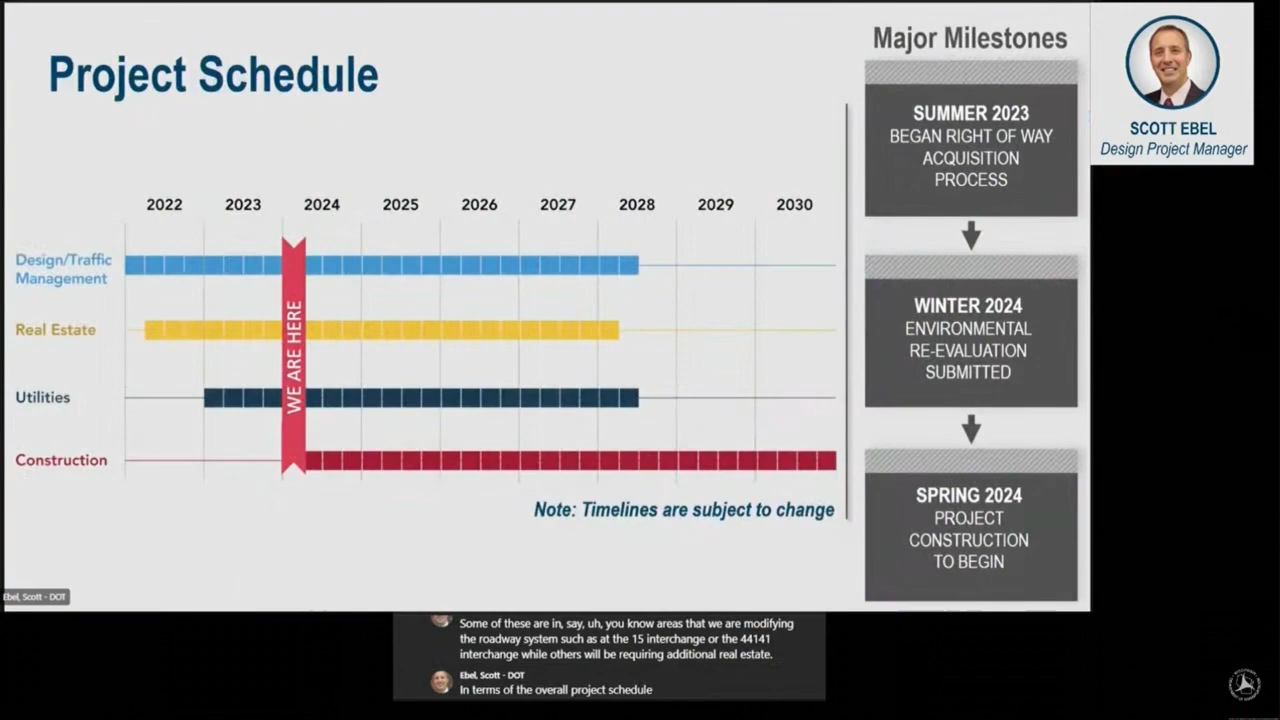 Project Schedule
2022 2023 2024 2025 2026 2027 2028 2029 2030
Design/Traffic
Management
Real Estate
Utilities
Construction
WE ARE HERE
Note: Timelines are subject to change
Major Milestones
SUMMER 2023
BEGAN RIGHT OF WAY
ACQUISITION
PROCESS
WINTER 2024
ENVIRONMENTAL
RE-EVALUATION
SUBMITTED
SPRING 2024
PROJECT
CONSTRUCTION
TO BEGIN
SCOTT EBEL
Design Project Manager
Ebel, Scott - DOT
Some of these are in, say, uh, you know areas that we are modifying
the roadway system such as at the 15 interchange or the 44141
interchange while others will be requiring additional real estate.
Ebel, Scott - DOT
In terms of the overall project schedule